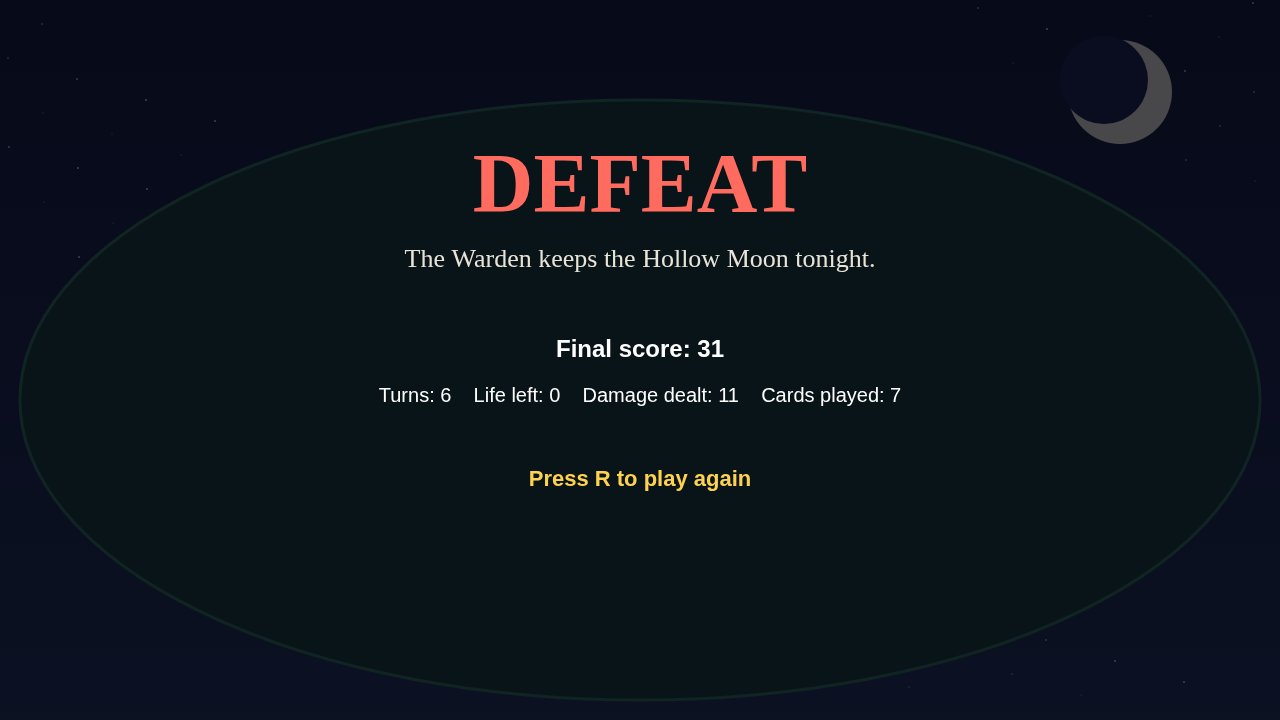 DEFEAT
The Warden keeps the Hollow Moon tonight.
Final score: 31
Turns: 6 Life left: 0 Damage dealt: 11 Cards played: 7
Press R to play again